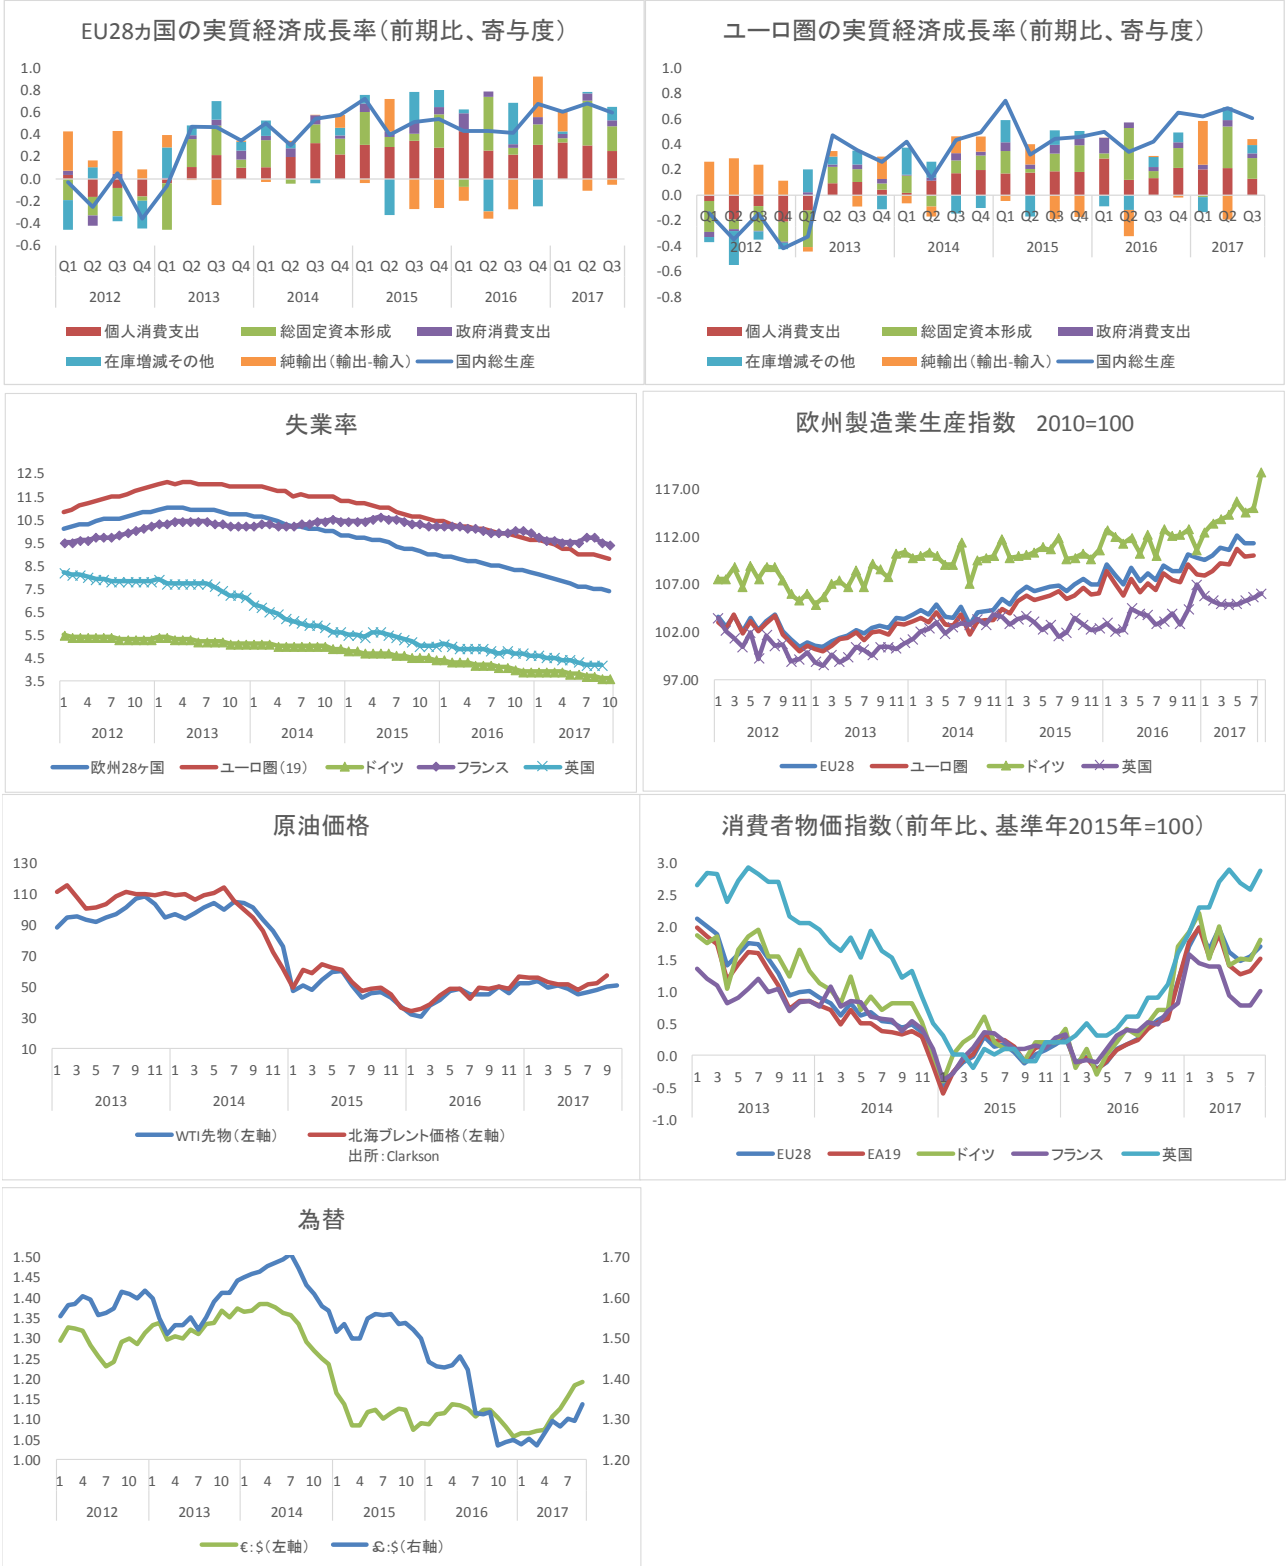 EU28ヵ国の実質経済成長率(前期比、寄与度)
1.0
0.8
0.6
0.4
0.2
0.0
-0.2
-0.4
-0.6
Q1 Q2 Q3 Q4 Q1 Q2 Q3 Q4 Q1 Q2 Q3 Q4 Q1 Q2 Q3 Q4 Q1 Q2 Q3 Q4 Q1 Q2 Q3
2012 2013 2014 2015 2016 2017
個人消費支出 総固定資本形成 政府消費支出
在庫増減その他 純輸出(輸出-輸入) 国内総生産
ユーロ圏の実質経済成長率(前期比、寄与度)
1.0
0.8
0.6
0.4
0.2
0.0
-0.2
-0.4
-0.6
-0.8
Q1 Q2 Q3 Q4 Q1 Q2 Q3 Q4 Q1 Q2 Q3 Q4 Q1 Q2 Q3 Q4 Q1 Q2 Q3 Q4 Q1 Q2 Q3
2012 2013 2014 2015 2016 2017
個人消費支出 総固定資本形成 政府消費支出
在庫増減その他 純輸出(輸出-輸入) 国内総生産
失業率
12.5
11.5
10.5
9.5
8.5
7.5
6.5
5.5
4.5
3.5
1 4 7 10 1 4 7 10 1 4 7 10 1 4 7 10 1 4 7 10 1 4 7 10
2012 2013 2014 2015 2016 2017
欧州28ヶ国 ユーロ圏(19) ドイツ フランス 英国
欧州製造業生産指数 2010=100
117.00
112.00
107.00
102.00
97.00
1 3 5 7 9 11 1 3 5 7 9 11 1 3 5 7 9 11 1 3 5 7 9 11 1 3 5 7 9 11 1 3 5 7
2012 2013 2014 2015 2016 2017
EU28 ユーロ圏 ドイツ 英国
原油価格
130
110
90
70
50
30
10
1 3 5 7 9 11 1 3 5 7 9 11 1 3 5 7 9 11 1 3 5 7 9 11 1 3 5 7 9
2013 2014 2015 2016 2017
WTI先物(左軸) 北海ブレント価格(左軸)
出所:Clarkson
消費者物価指数(前年比、基準年2015年=100)
3.0
2.5
2.0
1.5
1.0
0.5
0.0
-0.5
-1.0
1 3 5 7 9 11 1 3 5 7 9 11 1 3 5 7 9 11 1 3 5 7 9 11 1 3 5 7
2013 2014 2015 2016 2017
EU28 EA19 ドイツ フランス 英国
為替
1.50
1.45
1.40
1.35
1.30
1.25
1.20
1.15
1.10
1.05
1.00
1.70
1.60
1.50
1.40
1.30
1.20
1 4 7 10 1 4 7 10 1 4 7 10 1 4 7 10 1 4 7 10 1 4 7
2012 2013 2014 2015 2016 2017
€:$(左軸) £:$(右軸)